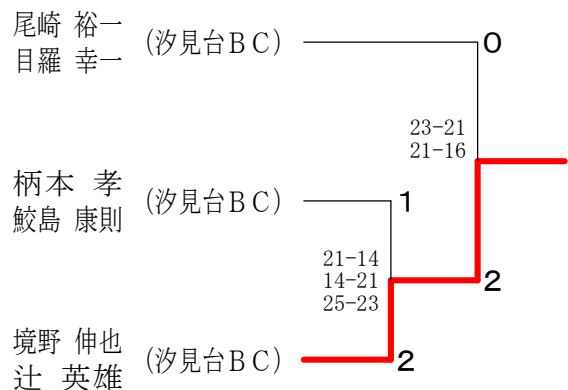 尾崎 裕一
目羅 幸一
(汐見台BC)
0
23-21
21-16
柄本 孝
鮫島 康則
(汐見台BC)
1
21-14
14-21
25-23
2
境野 伸也
辻 英雄
(汐見台BC)
2